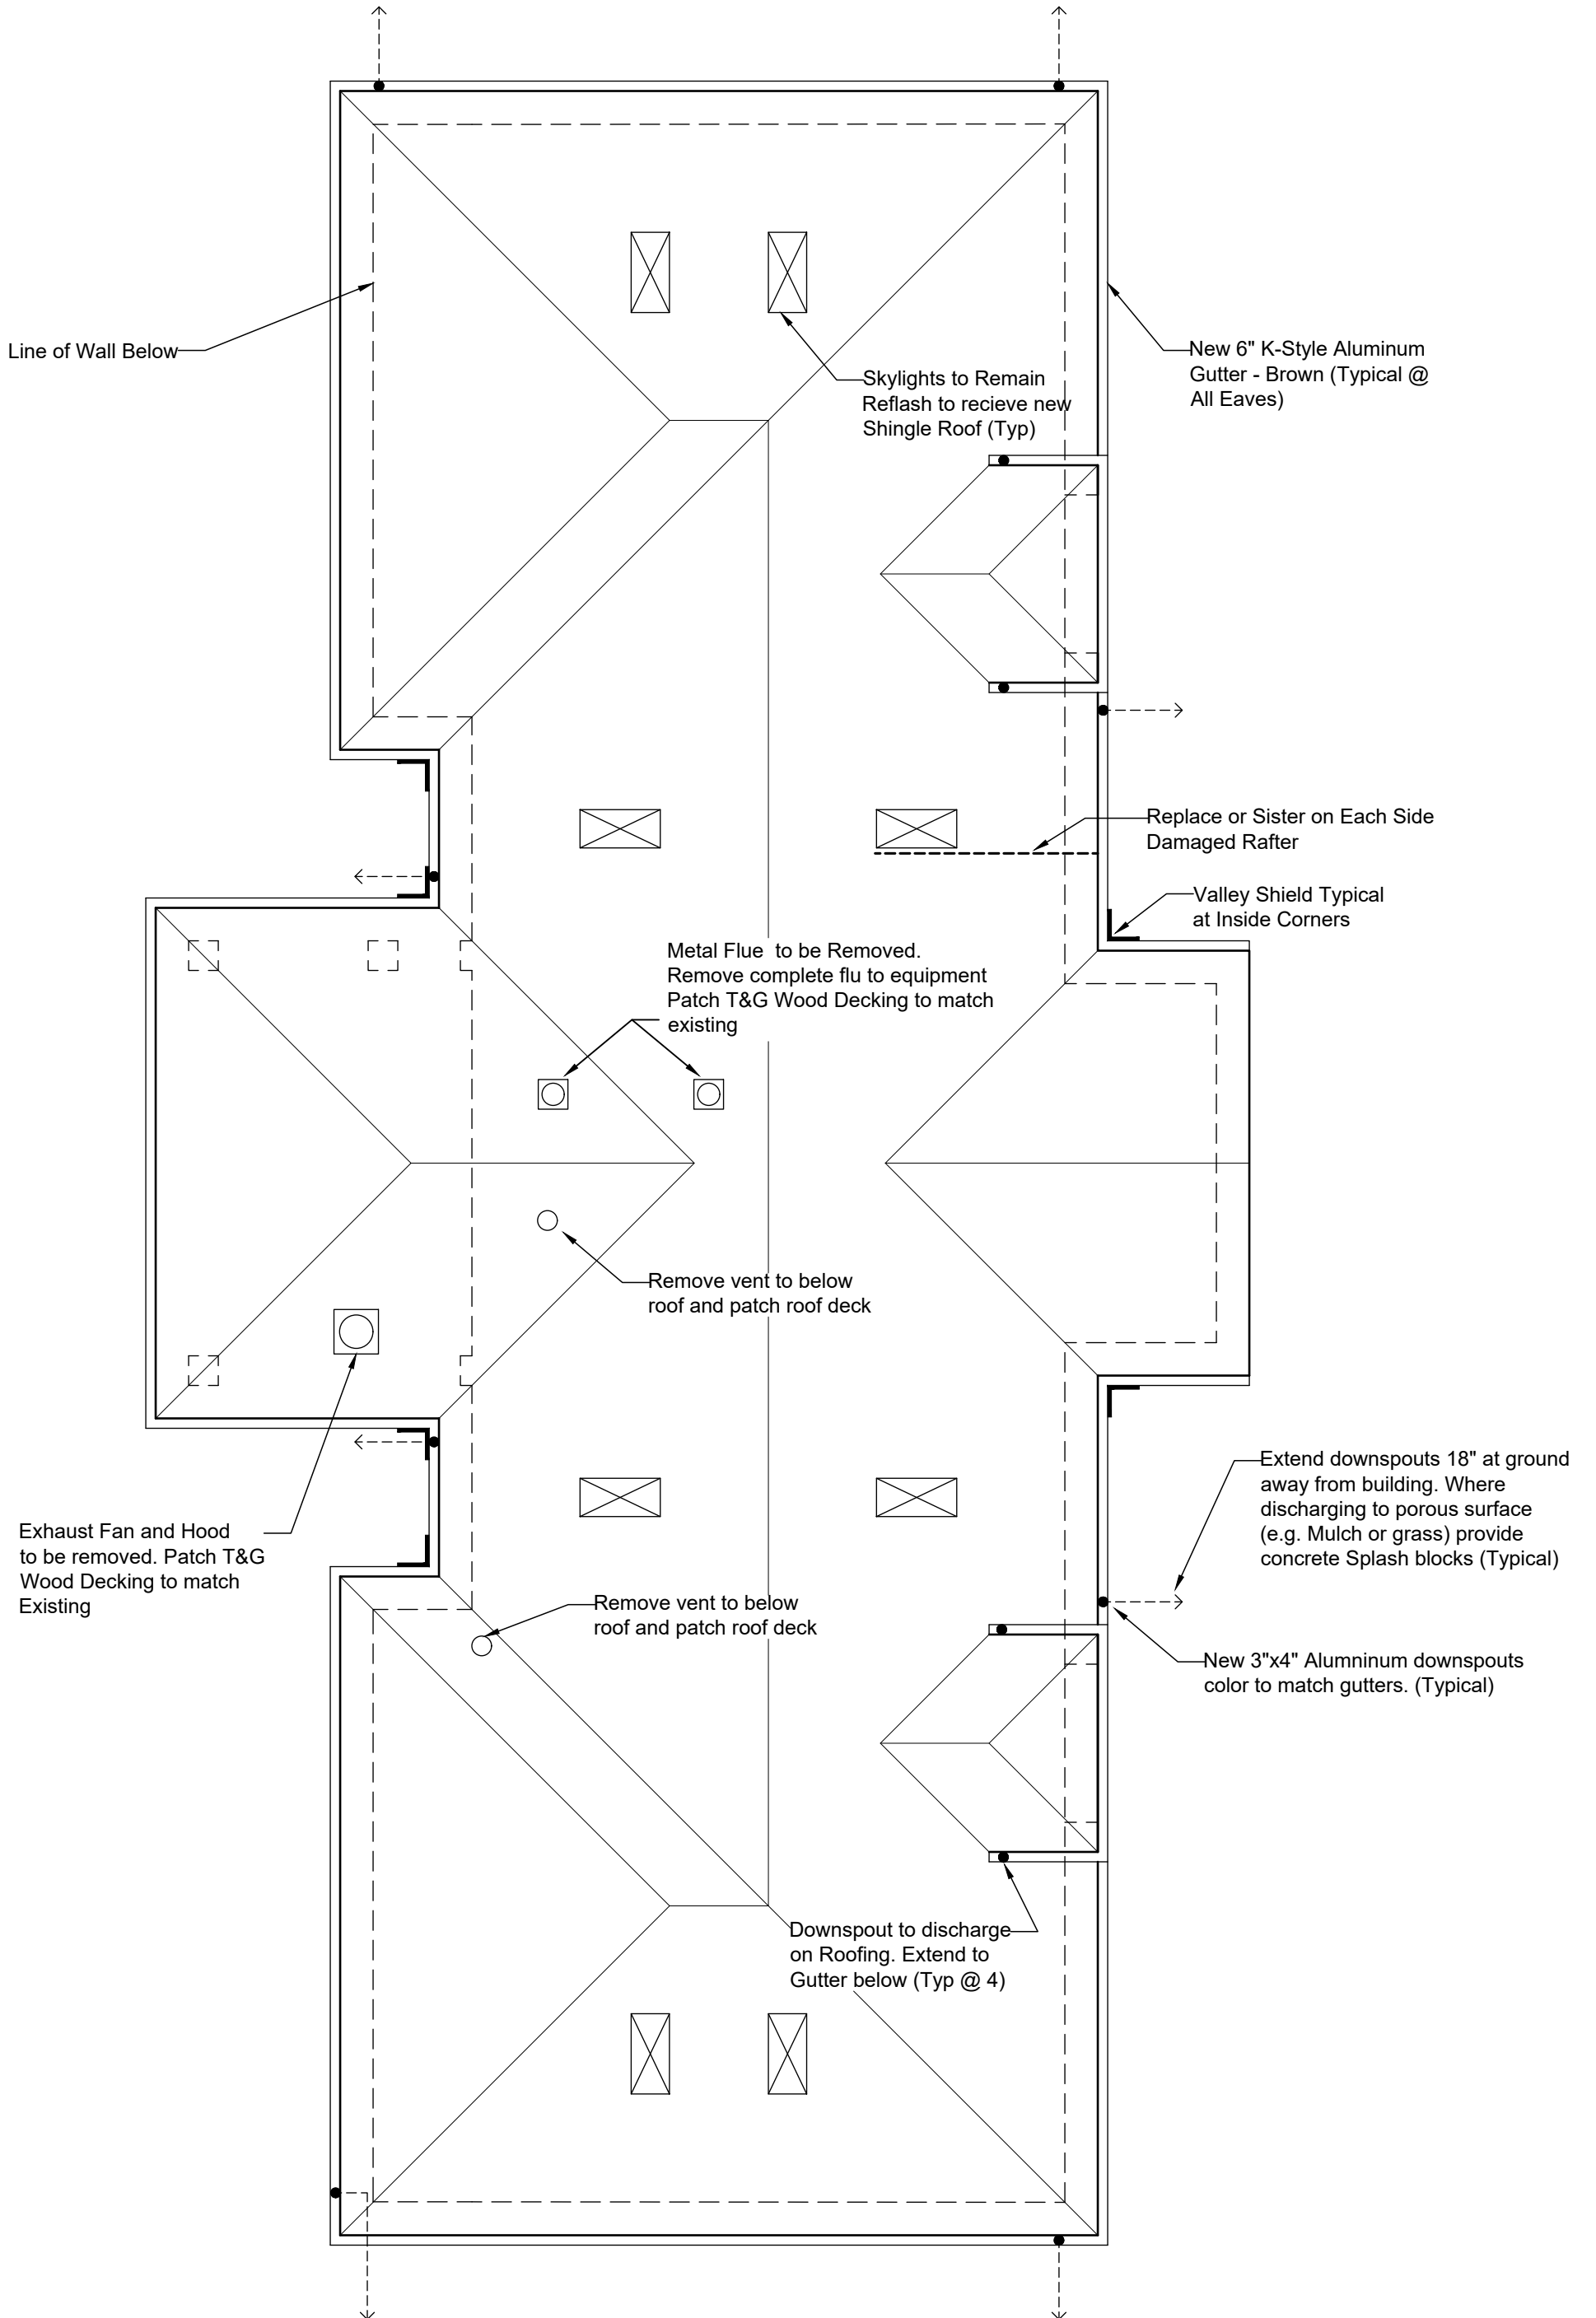 Line of Wall Below
New 6" K-Style Aluminum
Gutter - Brown (Typical @
All Eaves)
Skylights to Remain
Reflash to recieve new
Shingle Roof (Typ)
Replace or Sister on Each Side
Damaged Rafter
Valley Shield Typical
at Inside Corners
Metal Flue  to be Removed.
Remove complete flu to equipment
Patch T&G Wood Decking to match
existing
Remove vent to below
roof and patch roof deck
Extend downspouts 18" at ground
away from building. Where
discharging to porous surface
(e.g. Mulch or grass) provide
concrete Splash blocks (Typical)
Exhaust Fan and Hood
to be removed. Patch T&G
Wood Decking to match
Existing
Remove vent to below
roof and patch roof deck
New 3"x4" Alumninum downspouts
color to match gutters. (Typical)
Downspout to discharge
on Roofing. Extend to
Gutter below (Typ @ 4)